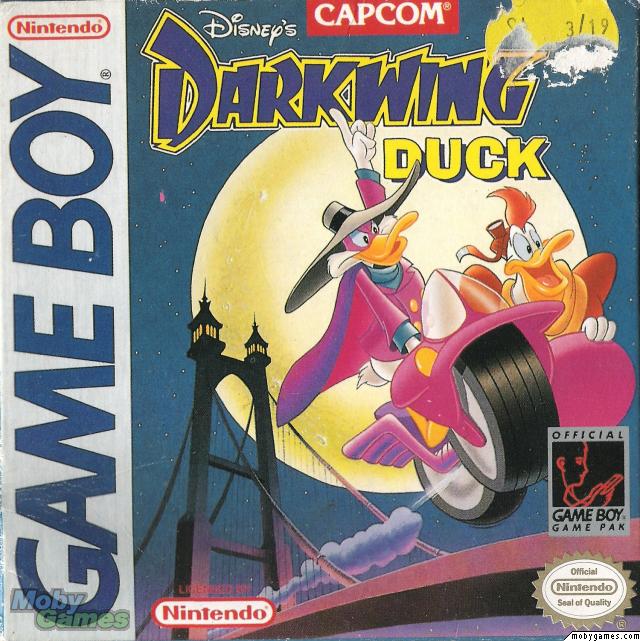 Nintendo®
GAME BOY®
Disney's
CAPCOM®
3/19
DARKWING
DUCK
OFFICIAL
GAME BOY
GAME PAK
LICENSED BY
Nintendo®
Official
Nintendo®
Seal of Quality
®
Moby
Games
mobygames.com